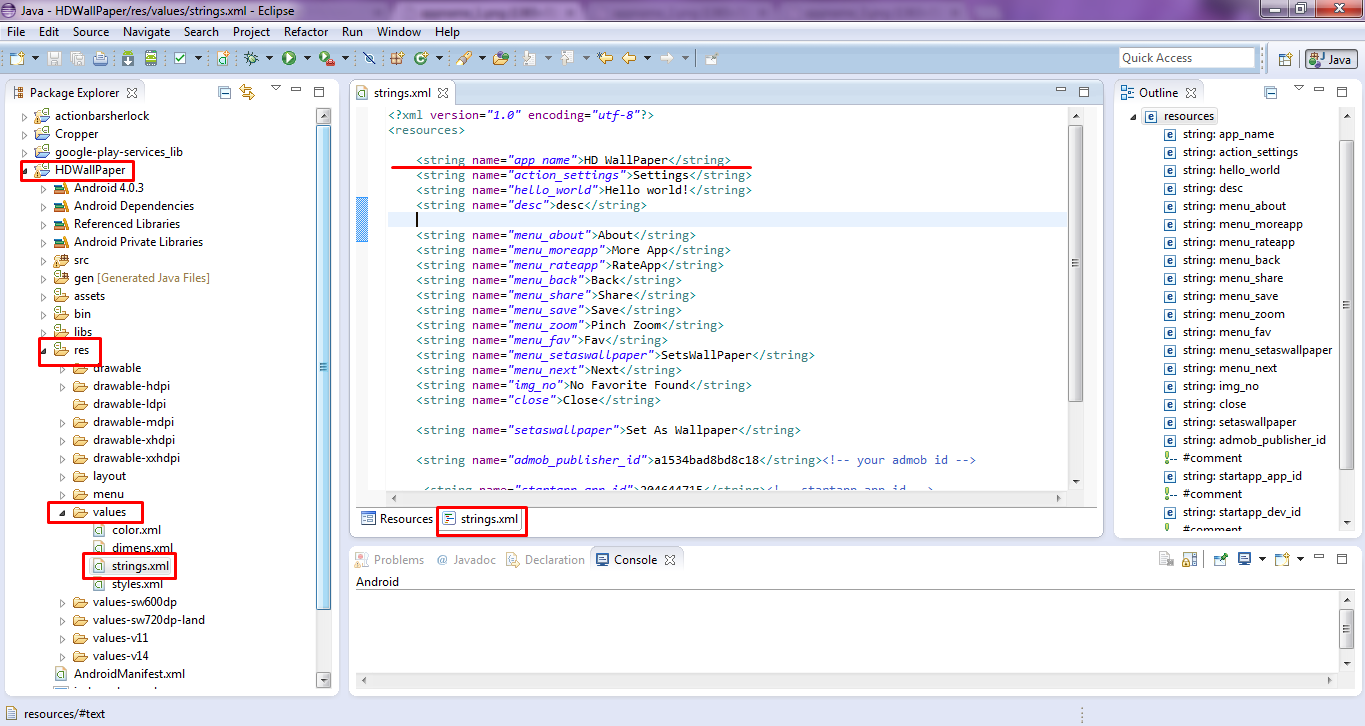 Java - HDWallPaper/res/values/strings.xml - Eclipse
File Edit Source Navigate Search Project Refactor Run Window Help
Quick Access
Java
Package Explorer
actionbarsherlock
Cropper
google-play-services_lib
HDWallPaper
Android 4.0.3
Android Dependencies
Referenced Libraries
Android Private Libraries
src
gen [Generated Java Files]
assets
bin
libs
res
drawable
drawable-hdpi
drawable-ldpi
drawable-mdpi
drawable-xhdpi
drawable-xxhdpi
layout
menu
values
color.xml
dimens.xml
strings.xml
styles.xml
values-sw600dp
values-sw720dp-land
values-v11
values-v14
AndroidManifest.xml
strings.xml
<?xml version="1.0" encoding="utf-8"?>
<resources>
<string name="app_name">HD WallPaper</string>
<string name="action_settings">Settings</string>
<string name="hello_world">Hello world!</string>
<string name="desc">desc</string>
<string name="menu_about">About</string>
<string name="menu_moreapp">More App</string>
<string name="menu_rateapp">RateApp</string>
<string name="menu_back">Back</string>
<string name="menu_share">Share</string>
<string name="menu_save">Save</string>
<string name="menu_zoom">Pinch Zoom</string>
<string name="menu_fav">Fav</string>
<string name="menu_setaswallpaper">SetsWallPaper</string>
<string name="menu_next">Next</string>
<string name="img_no">No Favorite Found</string>
<string name="close">Close</string>
<string name="setaswallpaper">Set As Wallpaper</string>
<string name="admob_publisher_id">a1534bad8bd8c18</string><!-- your admob id -->
<string name="startapp_app_id">204644715</string><!-- startapp app id -->
Resources strings.xml
Outline
resources
string: app_name
string: action_settings
string: hello_world
string: desc
string: menu_about
string: menu_moreapp
string: menu_rateapp
string: menu_back
string: menu_share
string: menu_save
string: menu_zoom
string: menu_fav
string: menu_setaswallpaper
string: menu_next
string: img_no
string: close
string: setaswallpaper
string: admob_publisher_id
#comment
string: startapp_app_id
#comment
string: startapp_dev_id
#comment
Problems @ Javadoc Declaration Console
Android
resources/#text